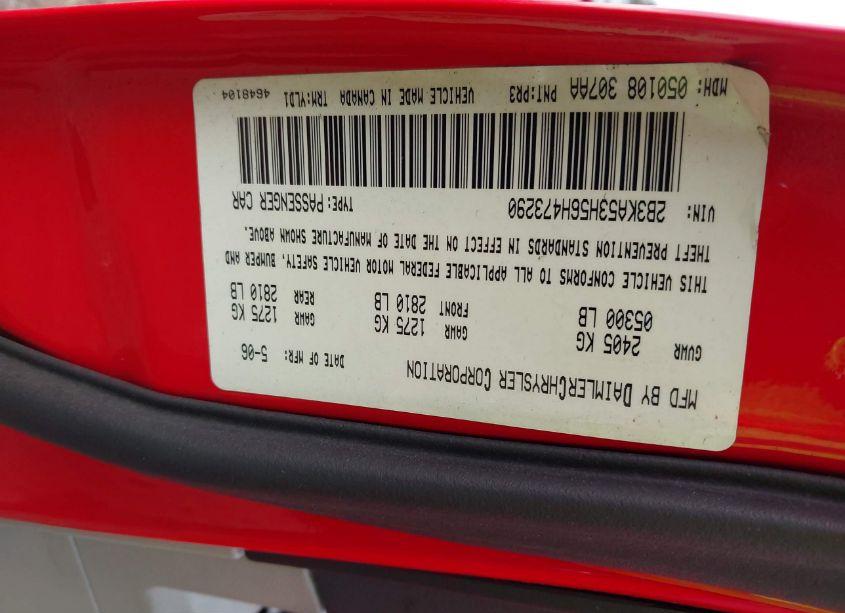 MFD BY DAIMLERCHRYSLER CORPORATION
DATE OF MFR: 5-06
GVWR 2405 KG 05300 LB
GAWR FRONT 1275 KG 2810 LB
GAWR REAR 1275 KG 2810 LB
THIS VEHICLE CONFORMS TO ALL APPLICABLE FEDERAL MOTOR VEHICLE SAFETY, BUMPER AND
THEFT PREVENTION STANDARDS IN EFFECT ON THE DATE OF MANUFACTURE SHOWN ABOVE.
VIN: 2B3KA53H56H473290 TYPE: PASSENGER CAR
MDH: 050108 307AA PNT: PR3 VEHICLE MADE IN CANADA TRM: YLD1 4648104